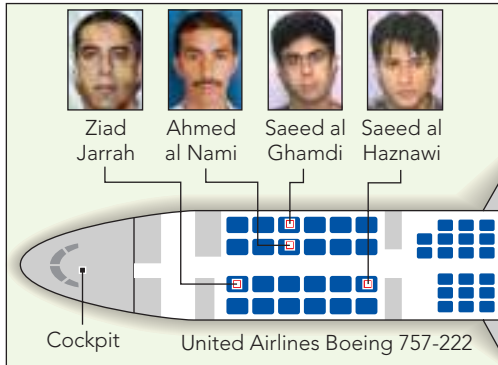 Ziad
Jarrah
Ahmed
al Nami
Saeed al
Ghamdi
Saeed al
Haznawi
Cockpit
United Airlines Boeing 757-222